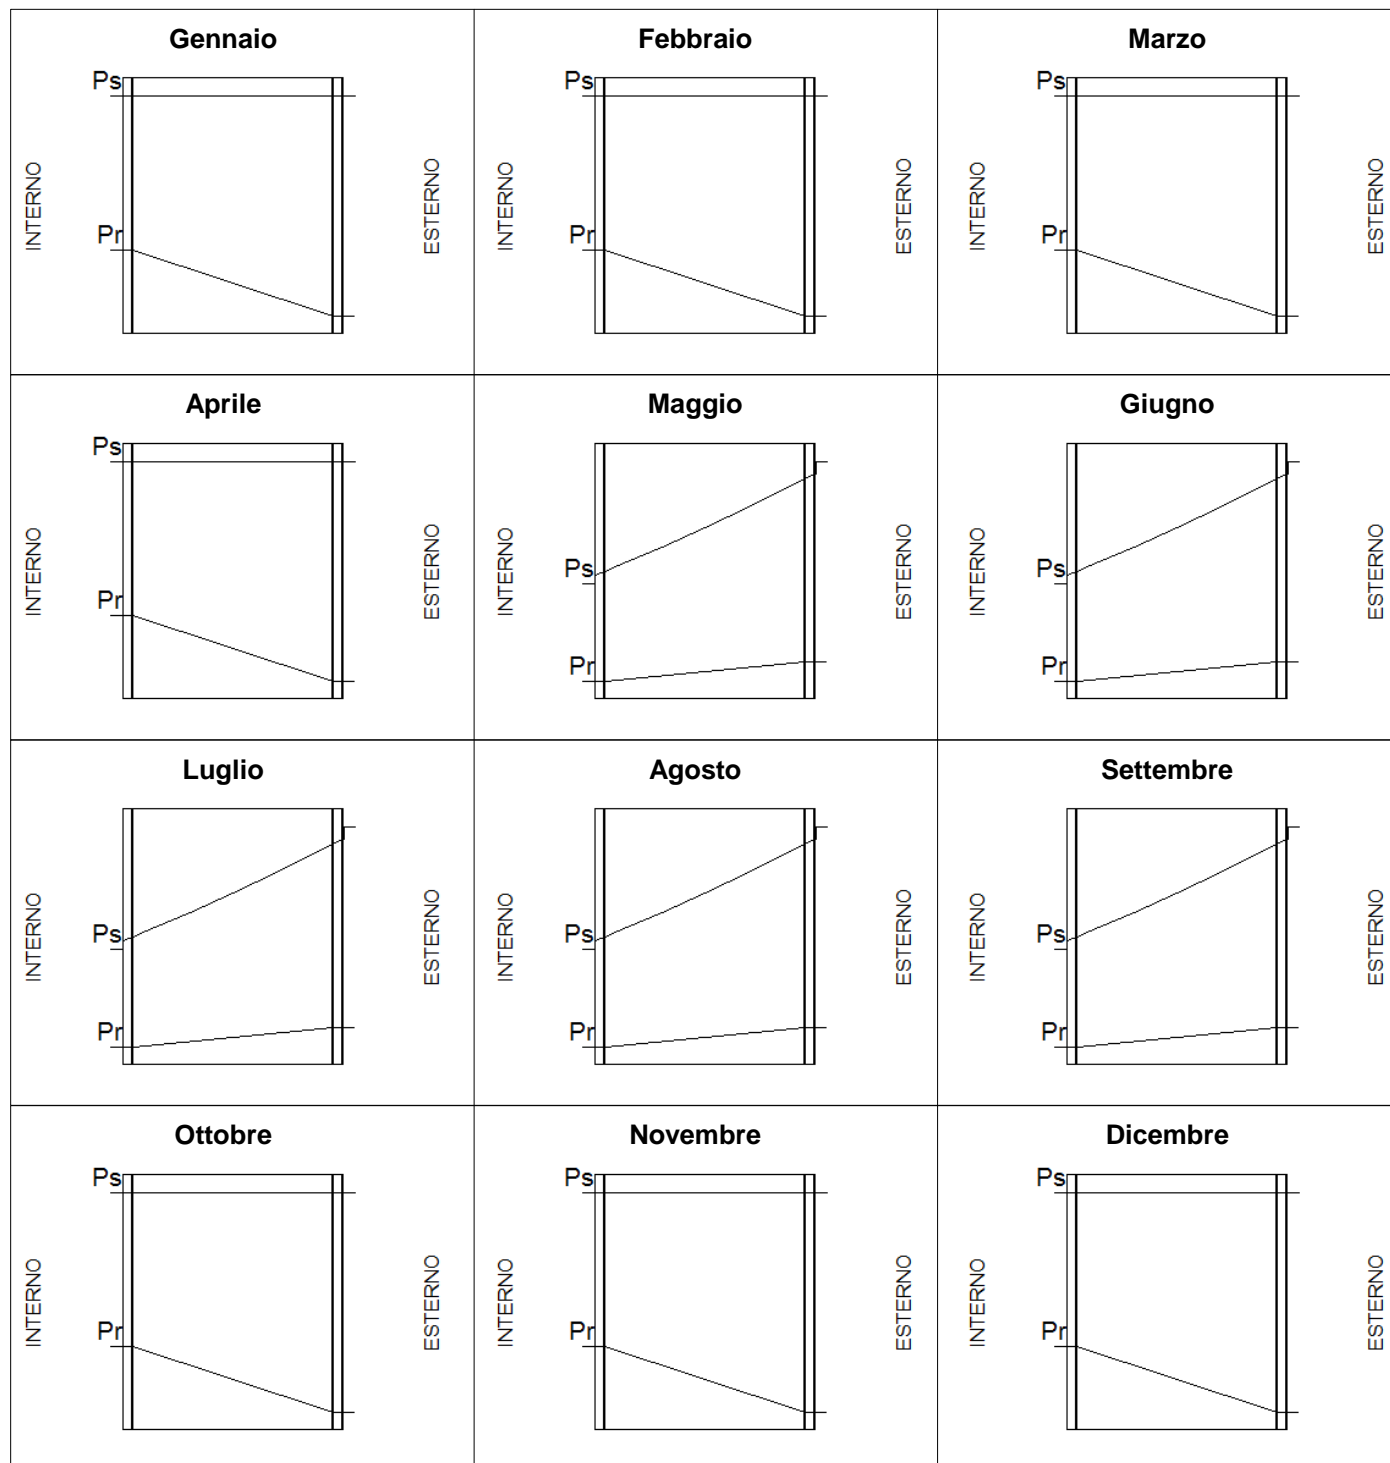 Gennaio
Ps
Pr
INTERNO
ESTERNO
Febbraio
Ps
Pr
INTERNO
ESTERNO
Marzo
Ps
Pr
INTERNO
ESTERNO
Aprile
Ps
Pr
INTERNO
ESTERNO
Maggio
Ps
Pr
INTERNO
ESTERNO
Giugno
Ps
Pr
INTERNO
ESTERNO
Luglio
Ps
Pr
INTERNO
ESTERNO
Agosto
Ps
Pr
INTERNO
ESTERNO
Settembre
Ps
Pr
INTERNO
ESTERNO
Ottobre
Ps
Pr
INTERNO
ESTERNO
Novembre
Ps
Pr
INTERNO
ESTERNO
Dicembre
Ps
Pr
INTERNO
ESTERNO